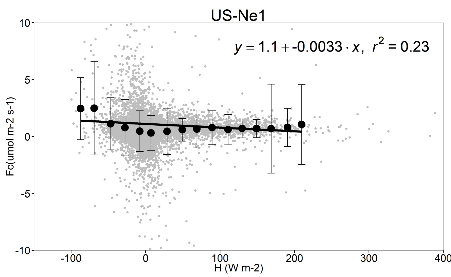 US-Ne1
y = 1.1 + -0.0033 · x, r² = 0.23
10
5
0
-5
-10
Fc(umol m-2 s-1)
-100 0 100 200 300 400
H (W m-2)